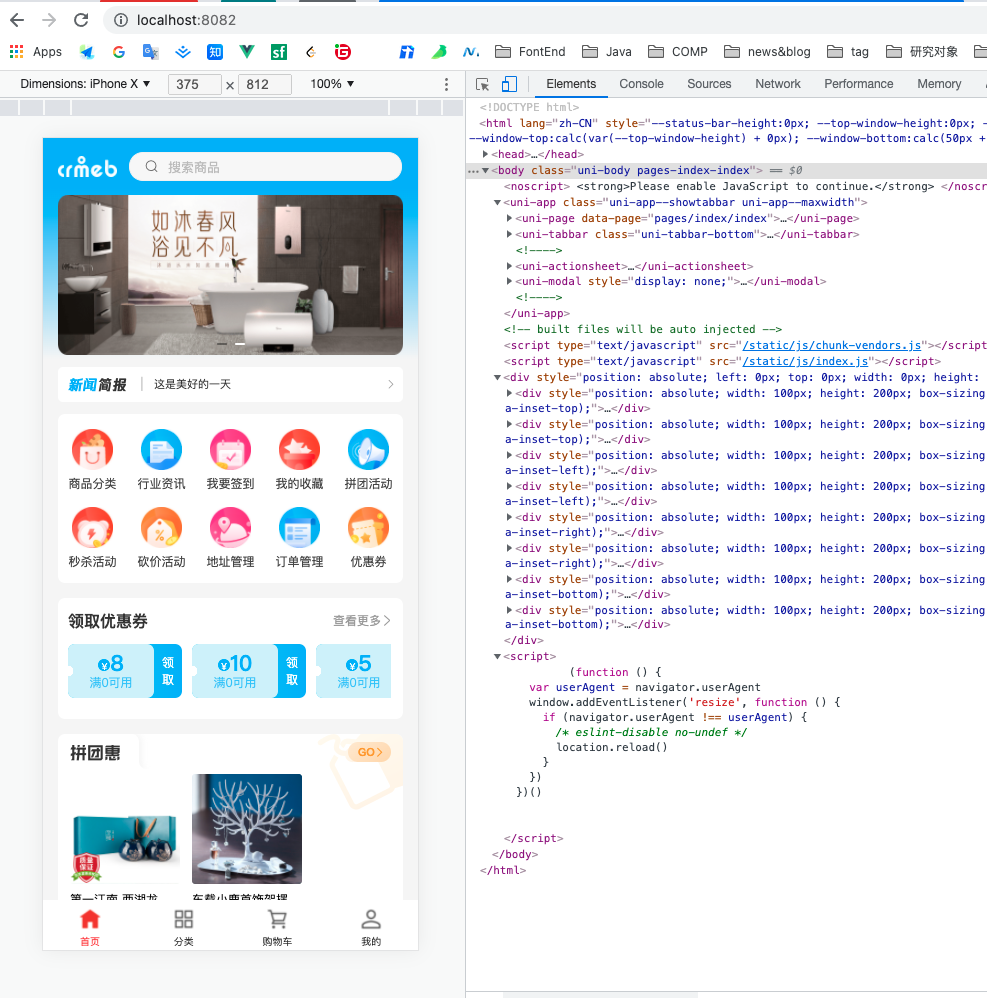 localhost:8082
Apps
知
sf
FontEnd
Java
COMP
news&blog
tag
研究对象
Dimensions: iPhone X ▼
375
x
812
100% ▼
Elements
Console
Sources
Network
Performance
Memory
crmeb
搜索商品
如沐春风
浴见不凡
新闻简报
这是美好的一天
商品分类
行业资讯
我要签到
我的收藏
拼团活动
秒杀活动
砍价活动
地址管理
订单管理
优惠券
领取优惠券
查看更多
¥8
满0可用
领取
¥10
满0可用
领取
¥5
满0可用
拼团惠
GO
质量
保证
第一江南 西湖龙
车载小鹿首饰架摆
首页
分类
购物车
我的
<!DOCTYPE html>
<html lang="zh-CN" style="--status-bar-height:0px; --top-window-height:0px; -
--window-top:calc(var(--top-window-height) + 0px); --window-bottom:calc(50px +
<head>…</head>
<body class="uni-body pages-index-index"> == $0
<noscript> <strong>Please enable JavaScript to continue.</strong> </noscr
<uni-app class="uni-app--showtabbar uni-app--maxwidth">
<uni-page data-page="pages/index/index">…</uni-page>
<uni-tabbar class="uni-tabbar-bottom">…</uni-tabbar>
<!---->
<uni-actionsheet>…</uni-actionsheet>
<uni-modal style="display: none;">…</uni-modal>
<!---->
</uni-app>
<!-- built files will be auto injected -->
<script type="text/javascript" src="/static/js/chunk-vendors.js"></script
<script type="text/javascript" src="/static/js/index.js"></script>
<div style="position: absolute; left: 0px; top: 0px; width: 0px; height:
<div style="position: absolute; width: 100px; height: 200px; box-sizing
a-inset-top);">…</div>
<div style="position: absolute; width: 100px; height: 200px; box-sizing
a-inset-top);">…</div>
<div style="position: absolute; width: 100px; height: 200px; box-sizing
a-inset-left);">…</div>
<div style="position: absolute; width: 100px; height: 200px; box-sizing
a-inset-left);">…</div>
<div style="position: absolute; width: 100px; height: 200px; box-sizing
a-inset-right);">…</div>
<div style="position: absolute; width: 100px; height: 200px; box-sizing
a-inset-right);">…</div>
<div style="position: absolute; width: 100px; height: 200px; box-sizing
a-inset-bottom);">…</div>
<div style="position: absolute; width: 100px; height: 200px; box-sizing
a-inset-bottom);">…</div>
</div>
<script>
(function () {
var userAgent = navigator.userAgent
window.addEventListener('resize', function () {
if (navigator.userAgent !== userAgent) {
/* eslint-disable no-undef */
location.reload()
}
})
})()
</script>
</body>
</html>